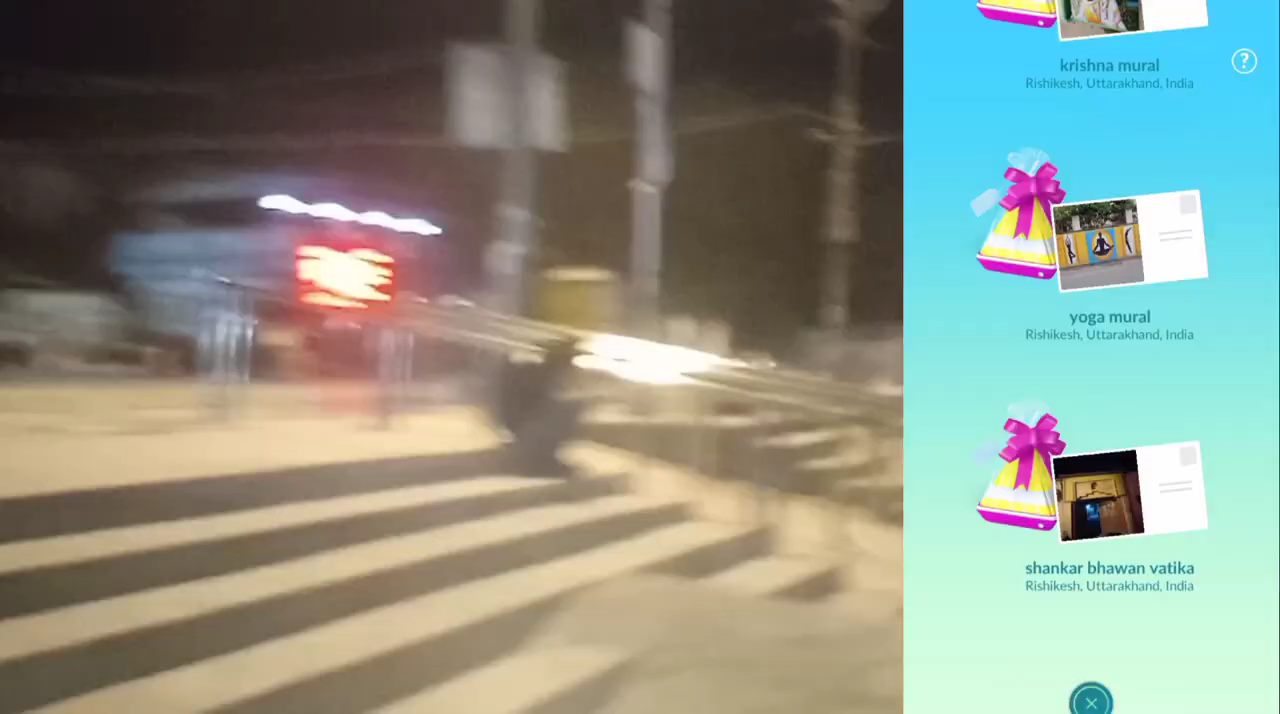 krishna mural
Rishikesh, Uttarakhand, India
?
yoga mural
Rishikesh, Uttarakhand, India
shankar bhawan vatika
Rishikesh, Uttarakhand, India